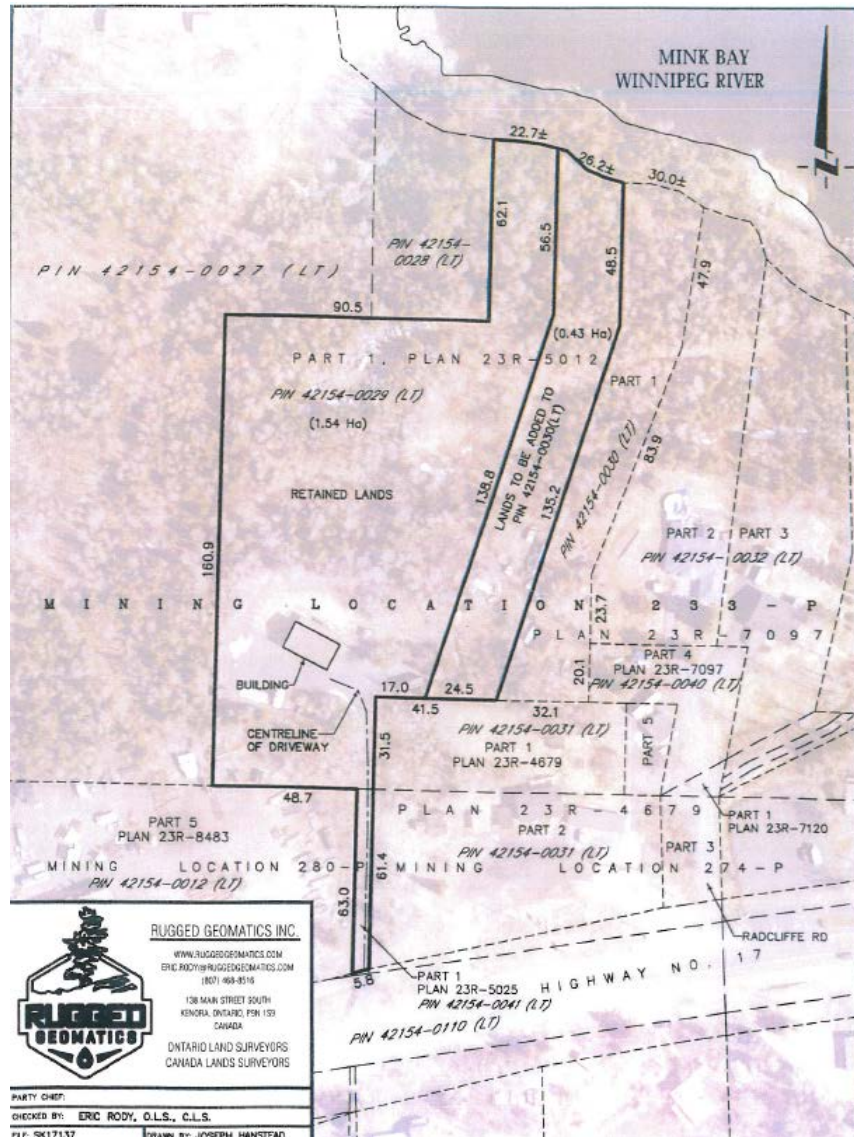 MINK BAY
WINNIPEG RIVER
22.7±
26.2±
30.0±
62.1
56.5
48.5
47.9
PIN 42154-
0028 (LT)
PIN 42154-0027 (LT)
90.5
(0.43 Ha)
PART 1, PLAN 23R-5012
PART 1
PIN 42154-0029 (LT)
(1.54 Ha)
LANDS TO BE ADDED TO
PIN 42154-0030(LT)
PIN 42154-0030 (LT)
83.9
138.8
135.2
RETAINED LANDS
PART 2
PART 3
PIN 42154-0032 (LT)
160.9
MINING LOCATION 233-P
23.7
PLAN 23R-7097
PART 4
PLAN 23R-7097
PIN 42154-0040 (LT)
20.1
BUILDING
17.0
24.5
41.5
32.1
CENTRELINE
OF DRIVEWAY
31.5
PIN 42154-0031 (LT)
PART 1
PLAN 23R-4679
PART 5
48.7
PLAN 23R-4679
PART 1
PLAN 23R-7120
PART 5
PLAN 23R-8483
PART 2
PIN 42154-0031 (LT)
PART 3
MINING LOCATION 280-P
MINING LOCATION 274-P
PIN 42154-0012 (LT)
63.0
61.4
RADCLIFFE RD
5.8
PART 1
PLAN 23R-5025
PIN 42154-0041 (LT)
HIGHWAY NO. 17
PIN 42154-0110 (LT)
RUGGED
GEOMATICS
RUGGED GEOMATICS INC.
WWW.RUGGEDGEOMATICS.COM
ERIC.RODY@RUGGEDGEOMATICS.COM
(807) 468-8516
138 MAIN STREET SOUTH
KENORA, ONTARIO, P9N 1S9
CANADA
ONTARIO LAND SURVEYORS
CANADA LANDS SURVEYORS
PARTY CHIEF:
CHECKED BY: ERIC RODY, O.L.S., C.L.S.
FILE: SK17137
DRAWN BY: JOSEPH HANSTEAD